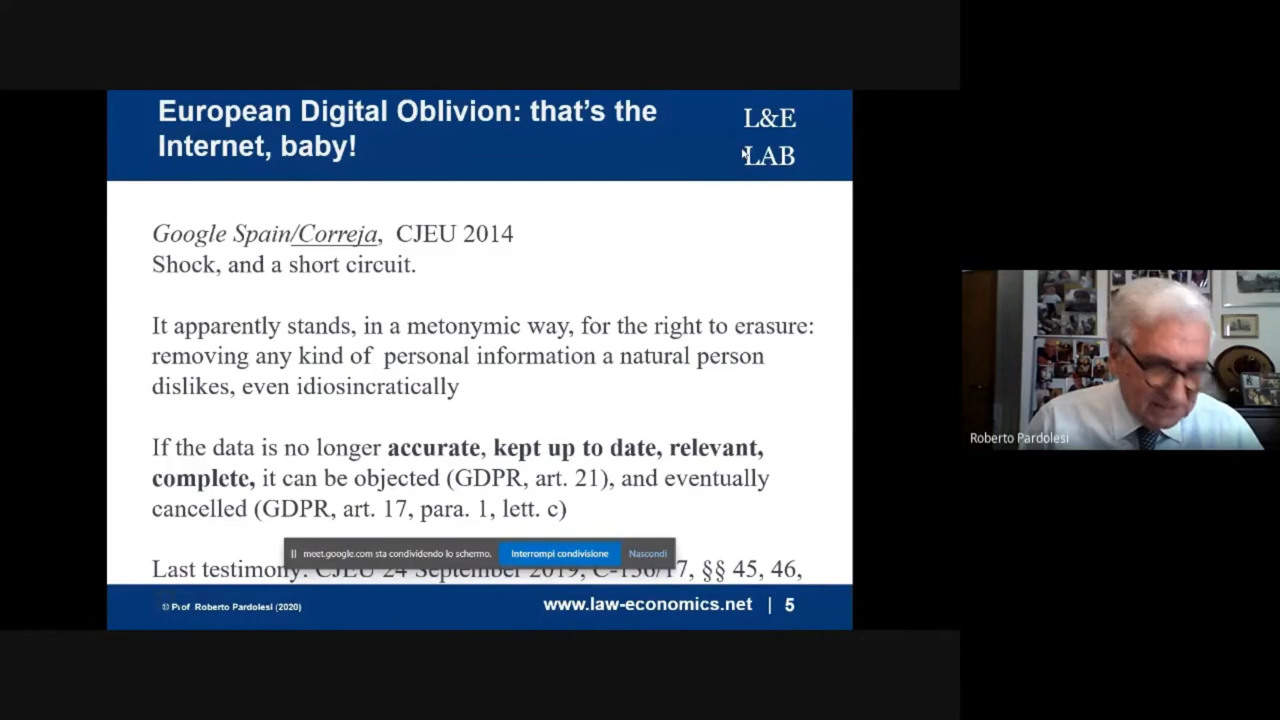 European Digital Oblivion: that's the
Internet, baby!
L&E
LAB
Google Spain/Correja, CJEU 2014
Shock, and a short circuit.
It apparently stands, in a metonymic way, for the right to erasure:
removing any kind of personal information a natural person
dislikes, even idiosincratically
If the data is no longer accurate, kept up to date, relevant,
complete, it can be objected (GDPR, art. 21), and eventually
cancelled (GDPR, art. 17, para. 1, lett. c)
meet.google.com sta condividendo lo schermo.
Interrompi condivisione
Nascondi
Last testimony: CJEU 24 September 2019, C-136/17, §§ 45, 46,
© Prof Roberto Pardolesi (2020)
www.law-economics.net | 5
Roberto Pardolesi